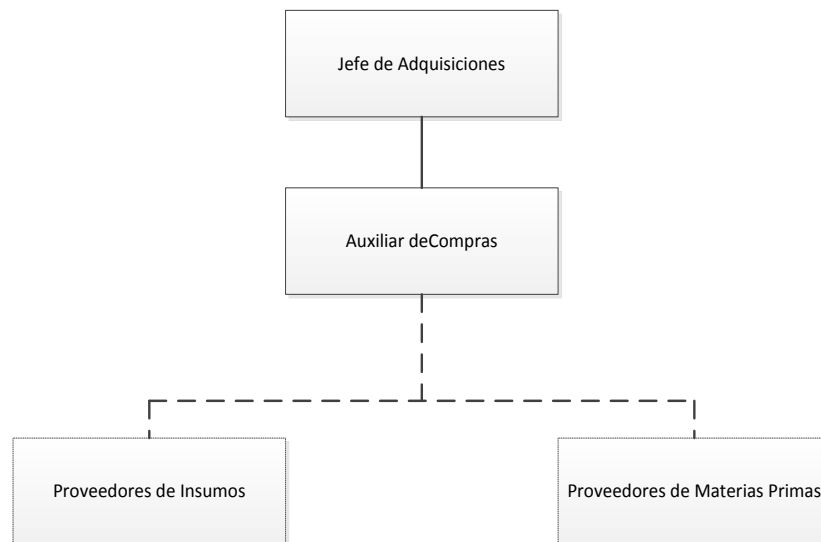 Jefe de Adquisiciones
Auxiliar deCompras
Proveedores de Insumos
Proveedores de Materias Primas